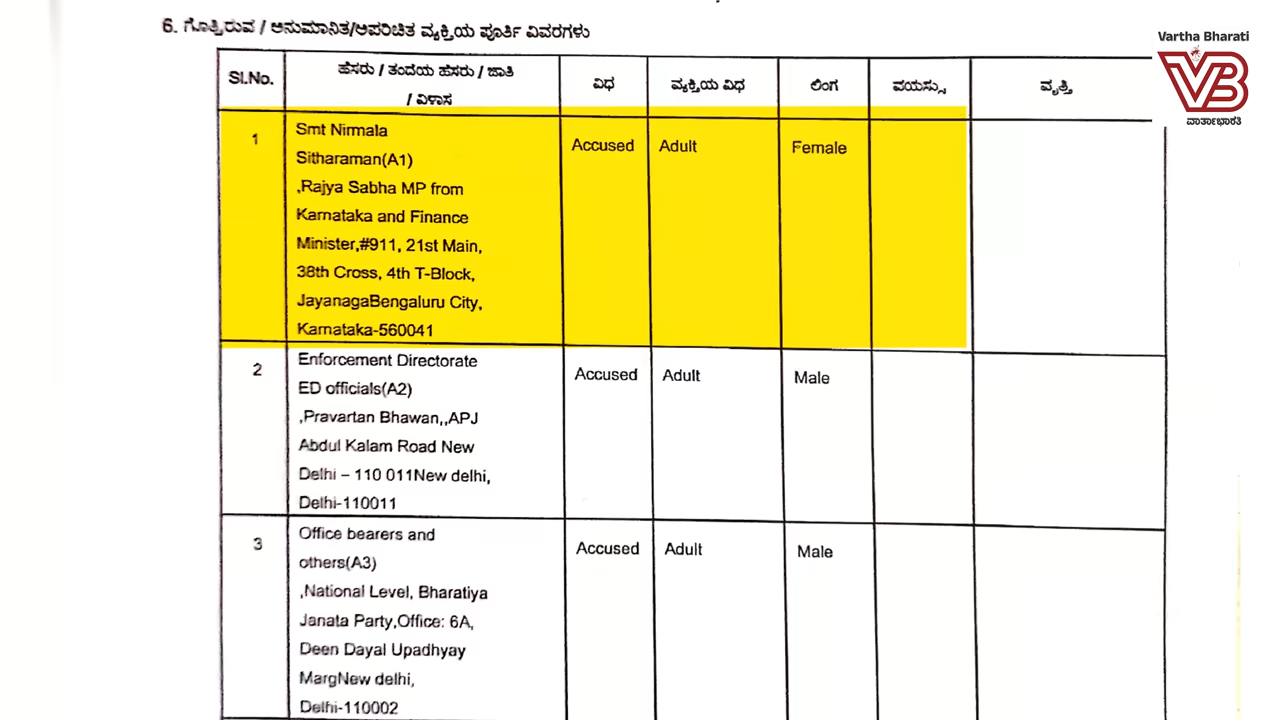 6. ಗೊತ್ತಿರುವ / ಅನುಮಾನಿತ/ಅಪರಿಚಿತ ವ್ಯಕ್ತಿಯ ಪೂರ್ತಿ ವಿವರಗಳು
Vartha Bharati
VB
ವಾರ್ತಾಭಾರತಿ
Sl.No.
ಹೆಸರು / ತಂದೆಯ ಹೆಸರು / ಜಾತಿ
/ ವಿಳಾಸ
ವಿಧ
ವ್ಯಕ್ತಿಯ ವಿಧ
ಲಿಂಗ
ವಯಸ್ಸು
ವೃತ್ತಿ
1
Smt Nirmala
Sitharaman(A1)
,Rajya Sabha MP from
Karnataka and Finance
Minister,#911, 21st Main,
38th Cross, 4th T-Block,
JayanagaBengaluru City,
Karnataka-560041
Accused
Adult
Female
2
Enforcement Directorate
ED officials(A2)
,Pravartan Bhawan,,APJ
Abdul Kalam Road New
Delhi – 110 011New delhi,
Delhi-110011
Accused
Adult
Male
3
Office bearers and
others(A3)
,National Level, Bharatiya
Janata Party,Office: 6A,
Deen Dayal Upadhyay
MargNew delhi,
Delhi-110002
Accused
Adult
Male